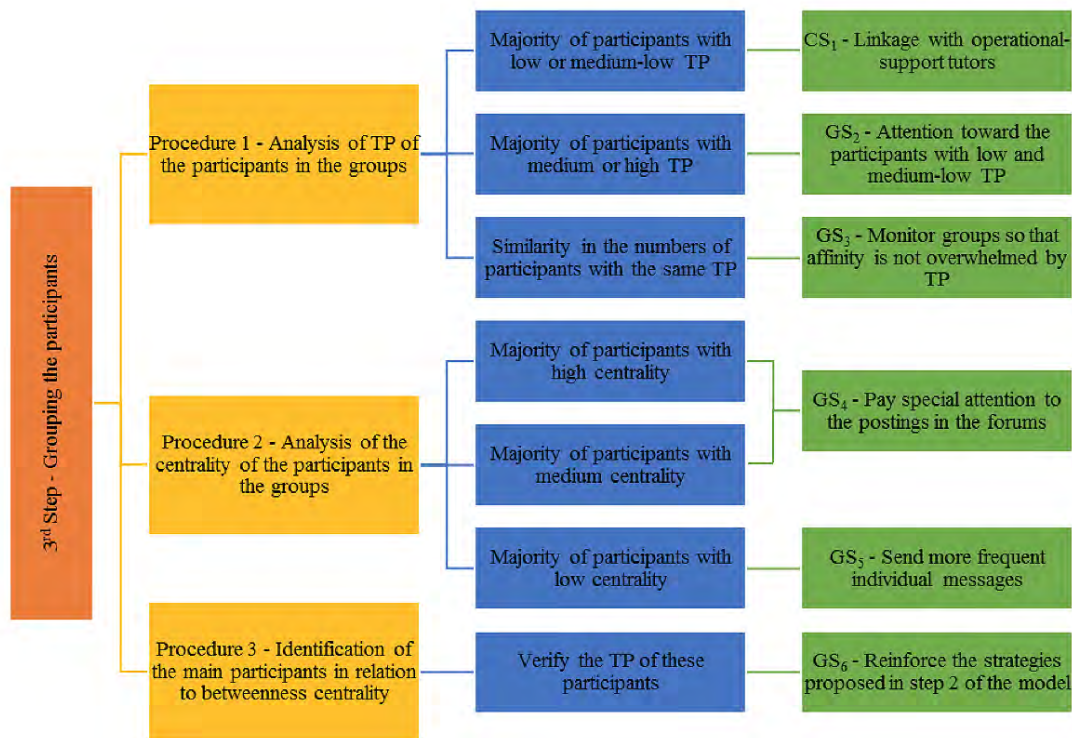 3rd Step - Grouping the participants
Procedure 1 - Analysis of TP of
the participants in the groups
Majority of participants with
low or medium-low TP
CS1 - Linkage with operational-
support tutors
Majority of participants with
medium or high TP
GS2 - Attention toward the
participants with low and
medium-low TP
Similarity in the numbers of
participants with the same TP
GS3 - Monitor groups so that
affinity is not overwhelmed by
TP
Procedure 2 - Analysis of the
centrality of the participants in
the groups
Majority of participants with
high centrality
Majority of participants with
medium centrality
GS4 - Pay special attention to
the postings in the forums
Majority of participants with
low centrality
GS5 - Send more frequent
individual messages
Procedure 3 - Identification of
the main participants in relation
to betweenness centrality
Verify the TP of these
participants
GS6 - Reinforce the strategies
proposed in step 2 of the model